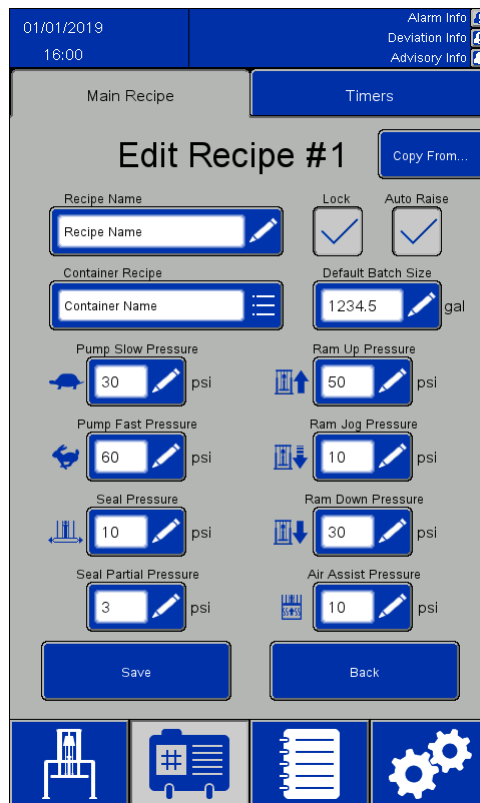 01/01/2019
16:00
Alarm Info
Deviation Info
Advisory Info
Main Recipe
Timers
Edit Recipe #1
Copy From...
Recipe Name
Lock
Auto Raise
Recipe Name
Container Recipe
Default Batch Size
Container Name
1234.5
gal
Pump Slow Pressure
Ram Up Pressure
30
psi
50
psi
Pump Fast Pressure
Ram Jog Pressure
60
psi
10
psi
Seal Pressure
Ram Down Pressure
10
psi
30
psi
Seal Partial Pressure
Air Assist Pressure
3
psi
10
psi
Save
Back
#